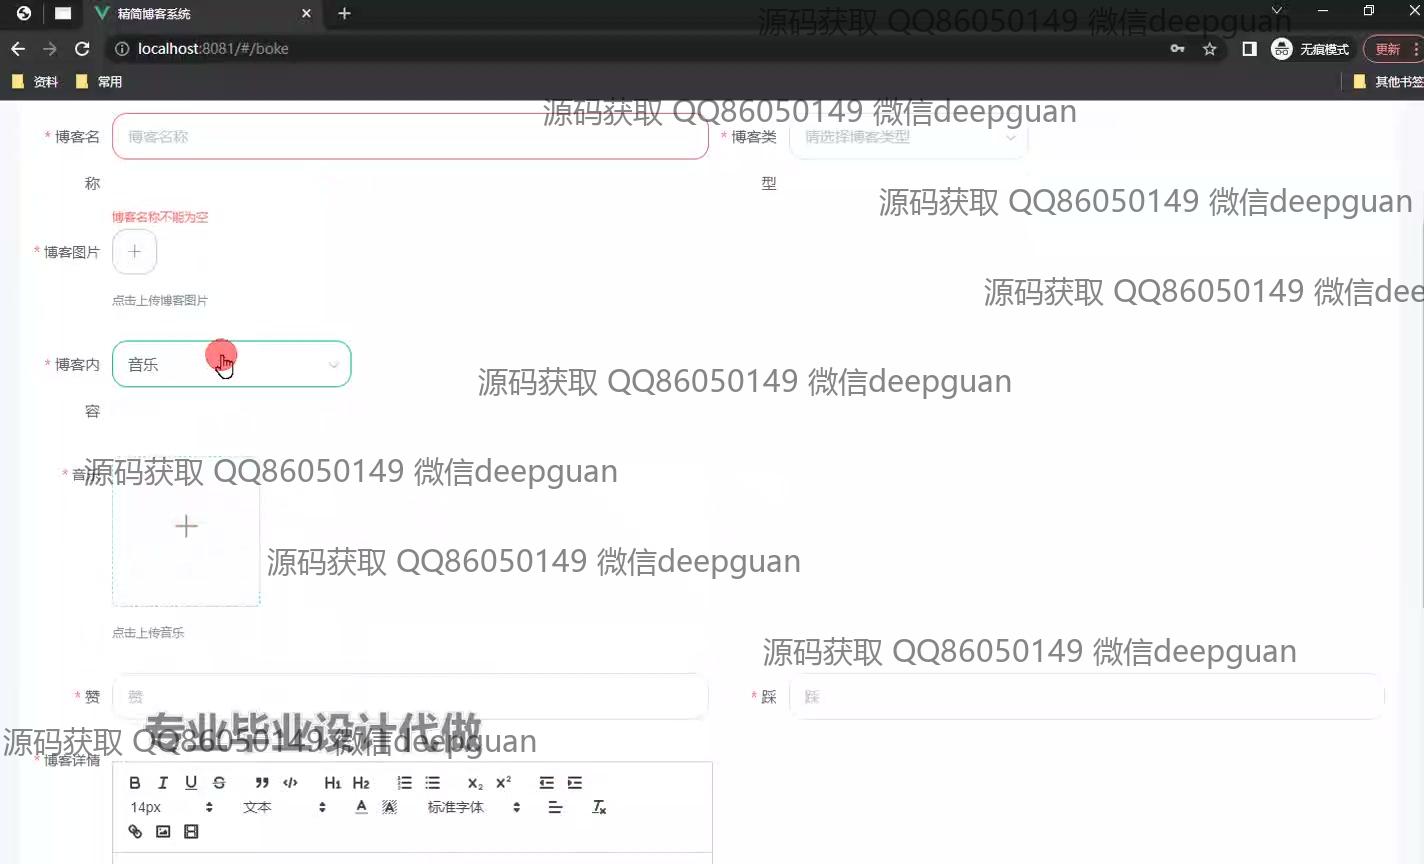 精简博客系统
源码获取 QQ86050149 微信deepguan
localhost:8081/#/boke
无痕模式
更新
资料
常用
其他书签
源码获取 QQ86050149 微信deepguan
* 博客名称
博客名称
* 博客类型
请选择博客类型
源码获取 QQ86050149 微信deepguan
博客名称不能为空
* 博客图片
点击上传博客图片
源码获取 QQ86050149 微信dee
* 博客内容
音乐
源码获取 QQ86050149 微信deepguan
* 音乐
源码获取 QQ86050149 微信deepguan
源码获取 QQ86050149 微信deepguan
点击上传音乐
源码获取 QQ86050149 微信deepguan
* 赞
赞
* 踩
踩
专业毕业设计代做
源码获取 QQ86050149 微信deepguan
* 博客详情
B I U S H1 H2 X2 X2
14px 文本 标准字体